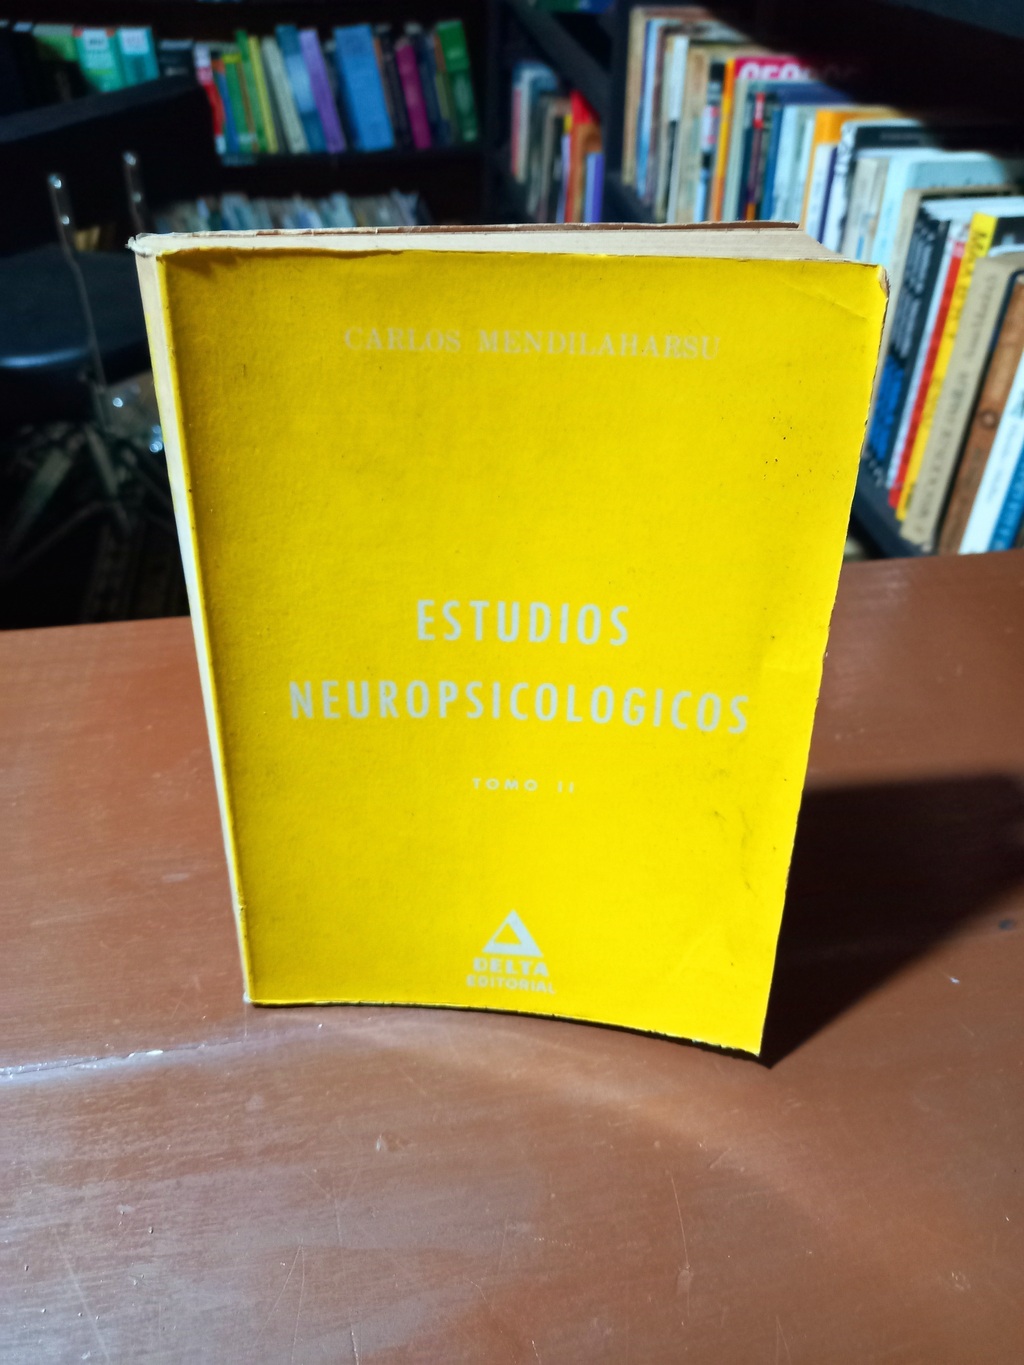 CARLOS MENDILAHARSU
ESTUDIOS
NEUROPSICOLOGICOS
TOMO II
DELTA
EDITORIAL